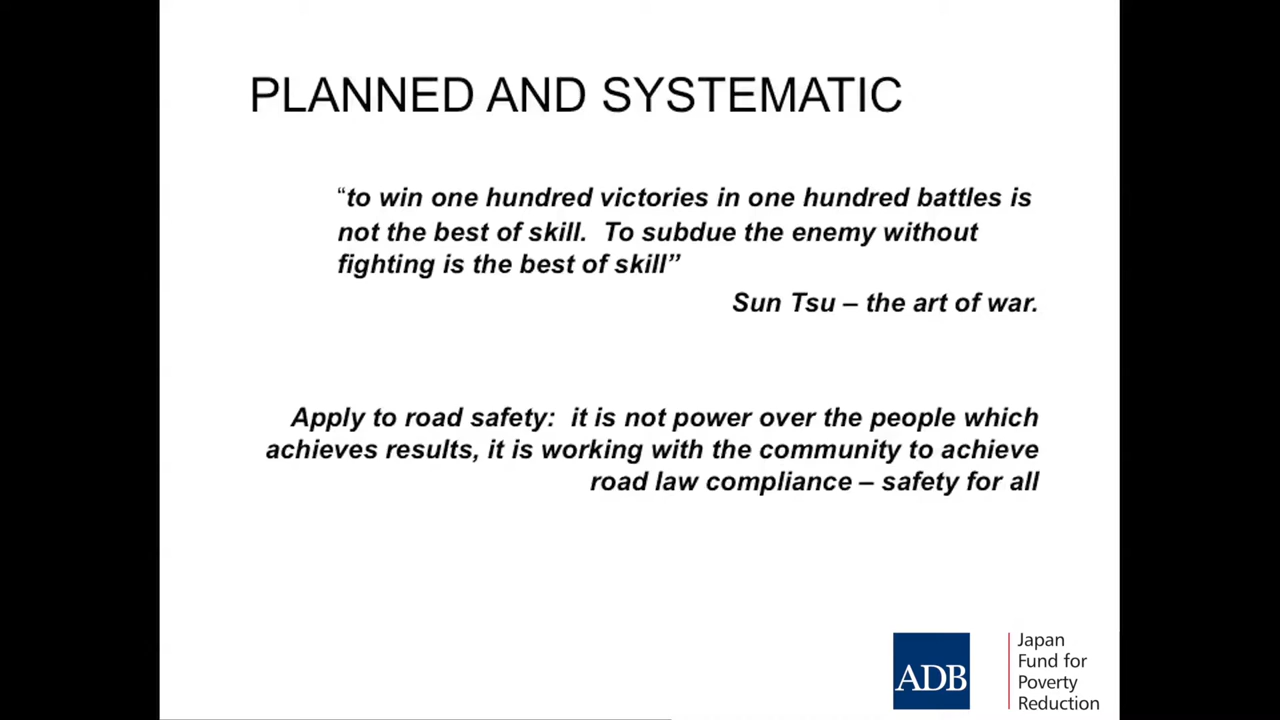 PLANNED AND SYSTEMATIC
“to win one hundred victories in one hundred battles is
not the best of skill.  To subdue the enemy without
fighting is the best of skill”
Sun Tsu – the art of war.
Apply to road safety:  it is not power over the people which
achieves results, it is working with the community to achieve
road law compliance – safety for all
ADB
Japan
Fund for
Poverty
Reduction